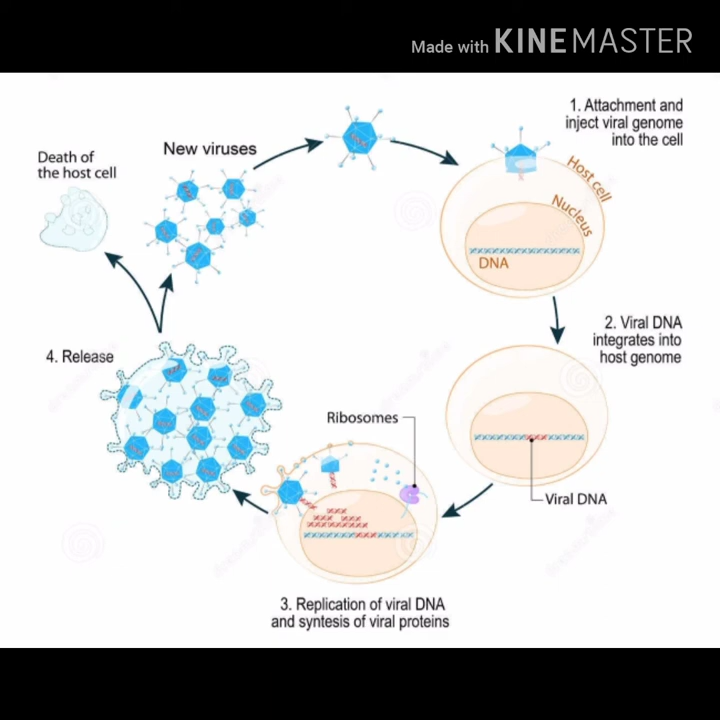 Made with KINEMASTER
1. Attachment and
inject viral genome
into the cell
Host cell
Nucleus
DNA
2. Viral DNA
integrates into
host genome
Viral DNA
Ribosomes
3. Replication of viral DNA
and syntesis of viral proteins
4. Release
Death of
the host cell
New viruses